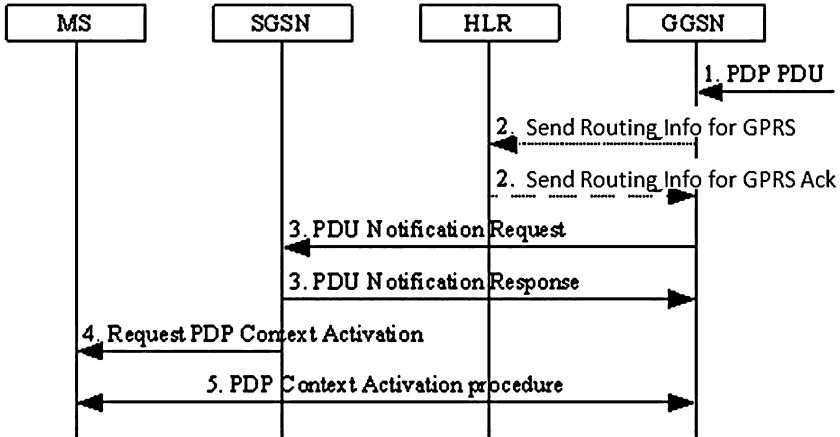 MS
SGSN
HLR
GGSN
1. PDP PDU
2. Send Routing Info for GPRS
2. Send Routing Info for GPRS Ack
3. PDU Notification Request
3. PDU Notification Response
4. Request PDP Context Activation
5. PDP Context Activation procedure